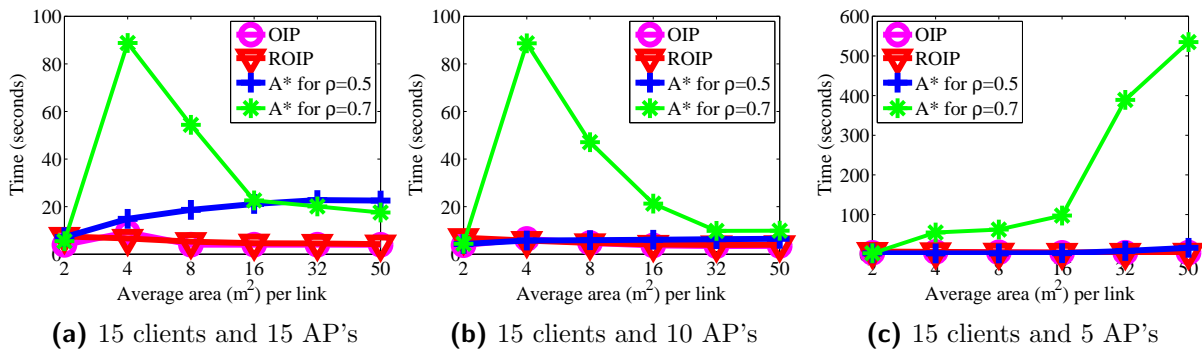 100
80
60
40
20
0
2
4
8
16
32
50
Time (seconds)
Average area (m²) per link
OIP
ROIP
A* for ρ=0.5
A* for ρ=0.7
(a) 15 clients and 15 AP's
100
80
60
40
20
0
2
4
8
16
32
50
Time (seconds)
Average area (m²) per link
OIP
ROIP
A* for ρ=0.5
A* for ρ=0.7
(b) 15 clients and 10 AP's
600
500
400
300
200
100
0
2
4
8
16
32
50
Time (seconds)
Average area (m²) per link
OIP
ROIP
A* for ρ=0.5
A* for ρ=0.7
(c) 15 clients and 5 AP's